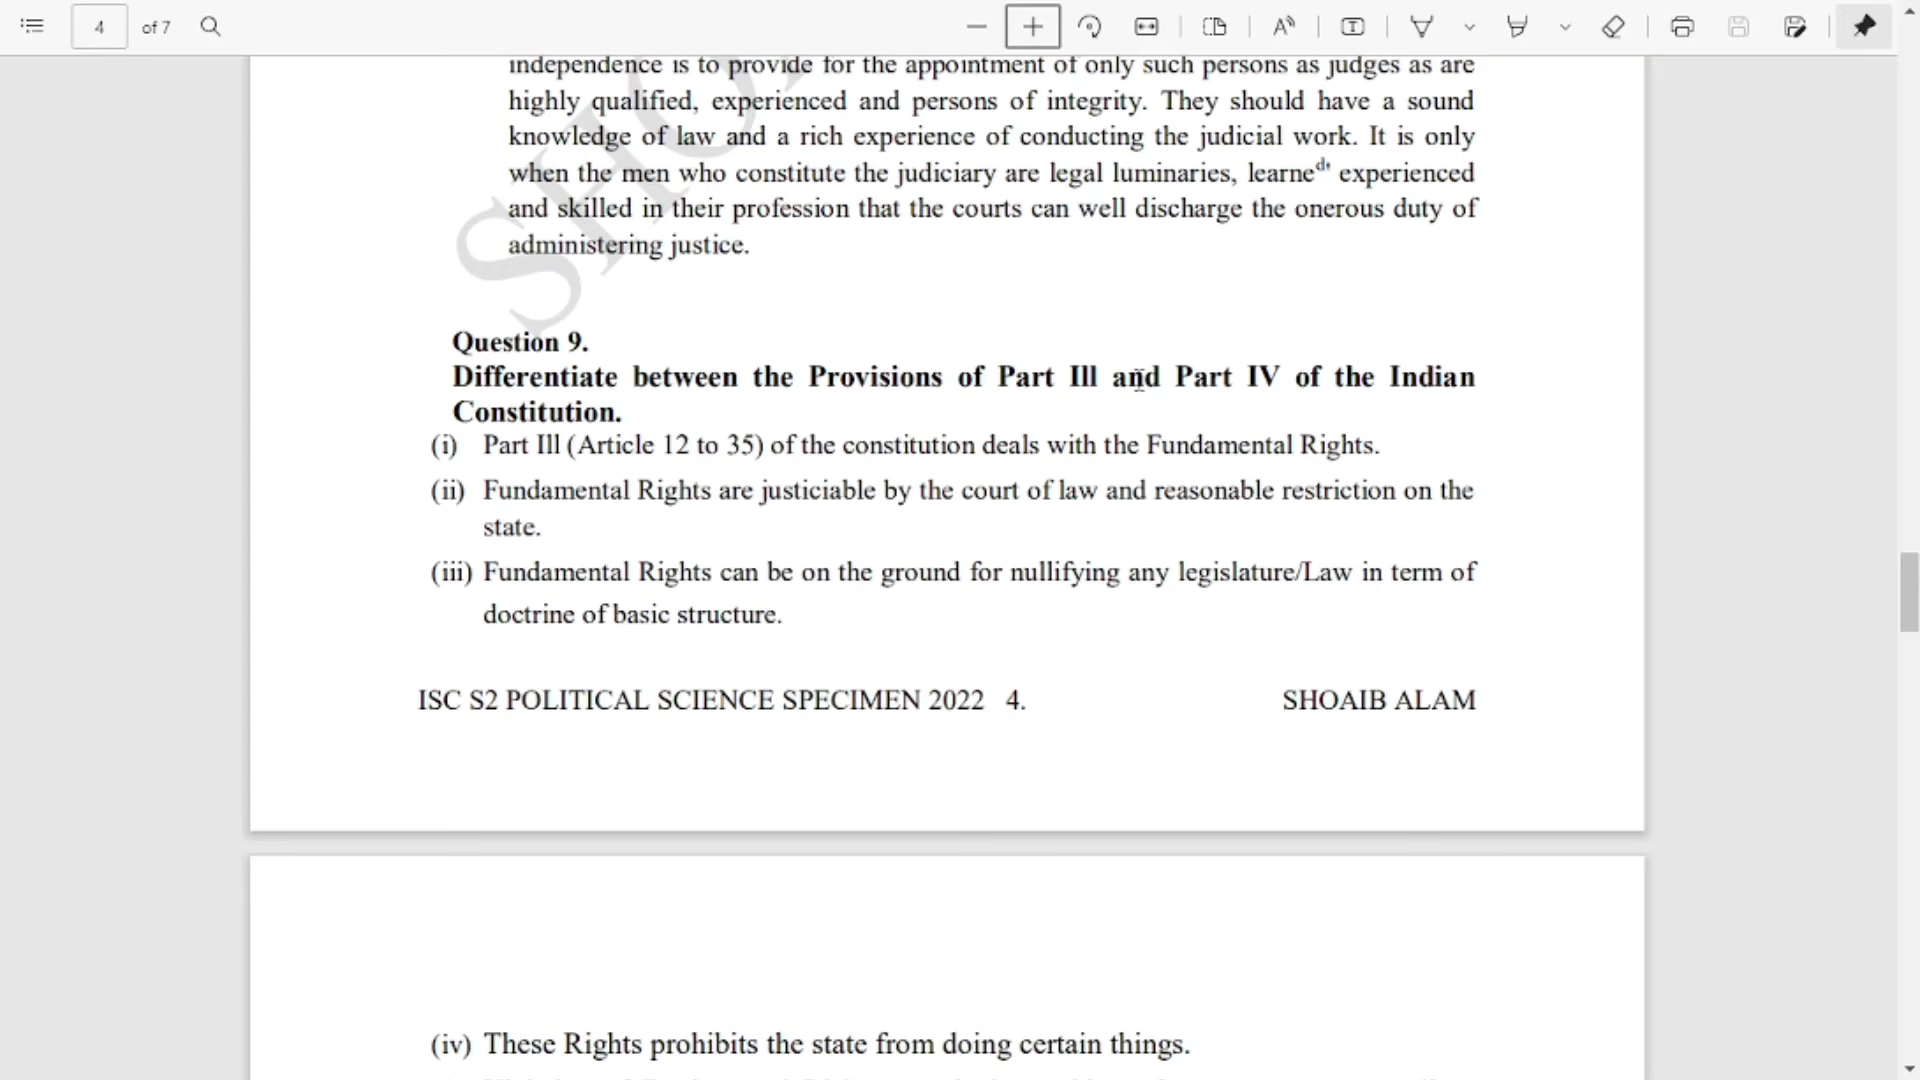 4 of 7
independence is to provide for the appointment of only such persons as judges as are
highly qualified, experienced and persons of integrity. They should have a sound
knowledge of law and a rich experience of conducting the judicial work. It is only
when the men who constitute the judiciary are legal luminaries, learned' experienced
and skilled in their profession that the courts can well discharge the onerous duty of
administering justice.
SHO
Question 9.
Differentiate between the Provisions of Part Ill and Part IV of the Indian
Constitution.
(i) Part Ill (Article 12 to 35) of the constitution deals with the Fundamental Rights.
(ii) Fundamental Rights are justiciable by the court of law and reasonable restriction on the
state.
(iii) Fundamental Rights can be on the ground for nullifying any legislature/Law in term of
doctrine of basic structure.
ISC S2 POLITICAL SCIENCE SPECIMEN 2022 4. SHOAIB ALAM
(iv) These Rights prohibits the state from doing certain things.